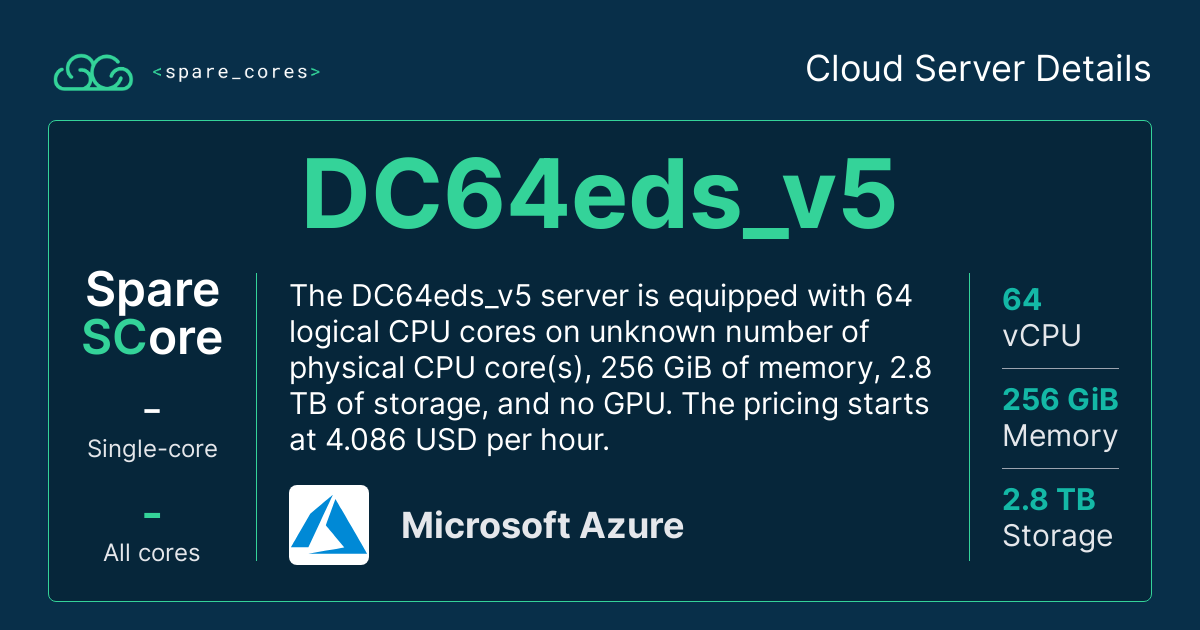 <spare_cores>
Cloud Server Details
DC64eds_v5
Spare
SCore
–
Single-core
–
All cores
The DC64eds_v5 server is equipped with 64
logical CPU cores on unknown number of
physical CPU core(s), 256 GiB of memory, 2.8
TB of storage, and no GPU. The pricing starts
at 4.086 USD per hour.
Microsoft Azure
64
vCPU
256 GiB
Memory
2.8 TB
Storage